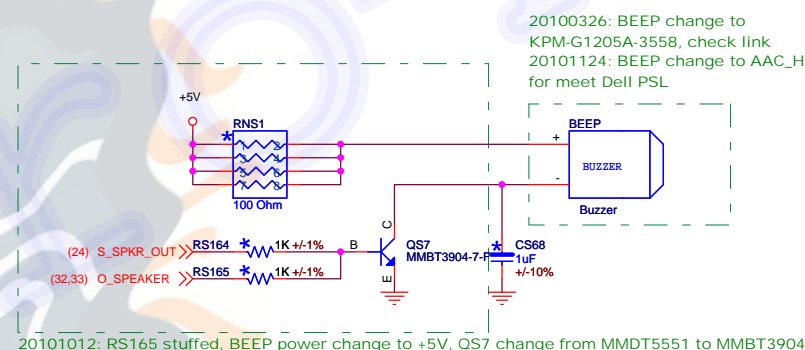 20100326: BEEP change to
KPM-G1205A-3558, check link
20101124: BEEP change to AAC_H
for meet Dell PSL
+5V
* RNS1
1 2
3 4
5 6
7 8
100 Ohm
BEEP
+
BUZZER
-
Buzzer
(24) S_SPKR_OUT RS164 * 1K +/-1%
(32,33) O_SPEAKER RS165 * 1K +/-1%
B
C
E
QS7
MMBT3904-7-F
* CS68
1uF
+/-10%
20101012: RS165 stuffed, BEEP power change to +5V, QS7 change from MMDT5551 to MMBT3904